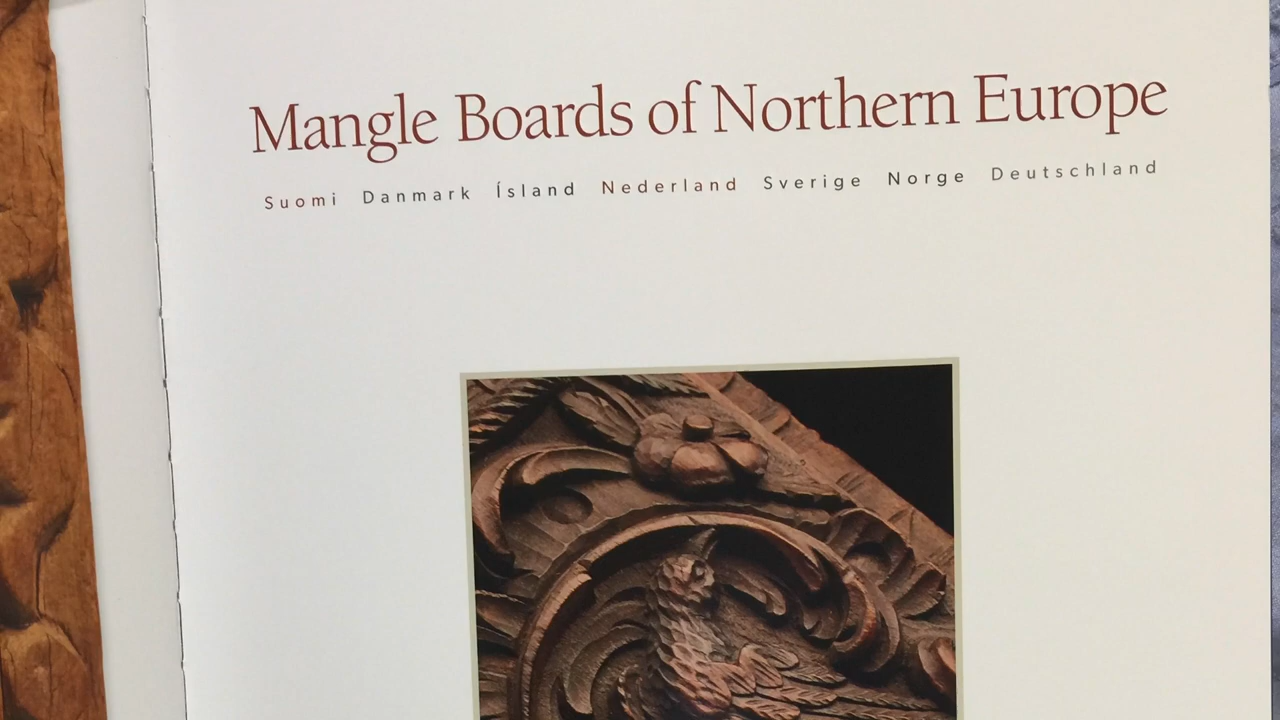 Mangle Boards of Northern Europe
Suomi Danmark Ísland Nederland Sverige Norge Deutschland